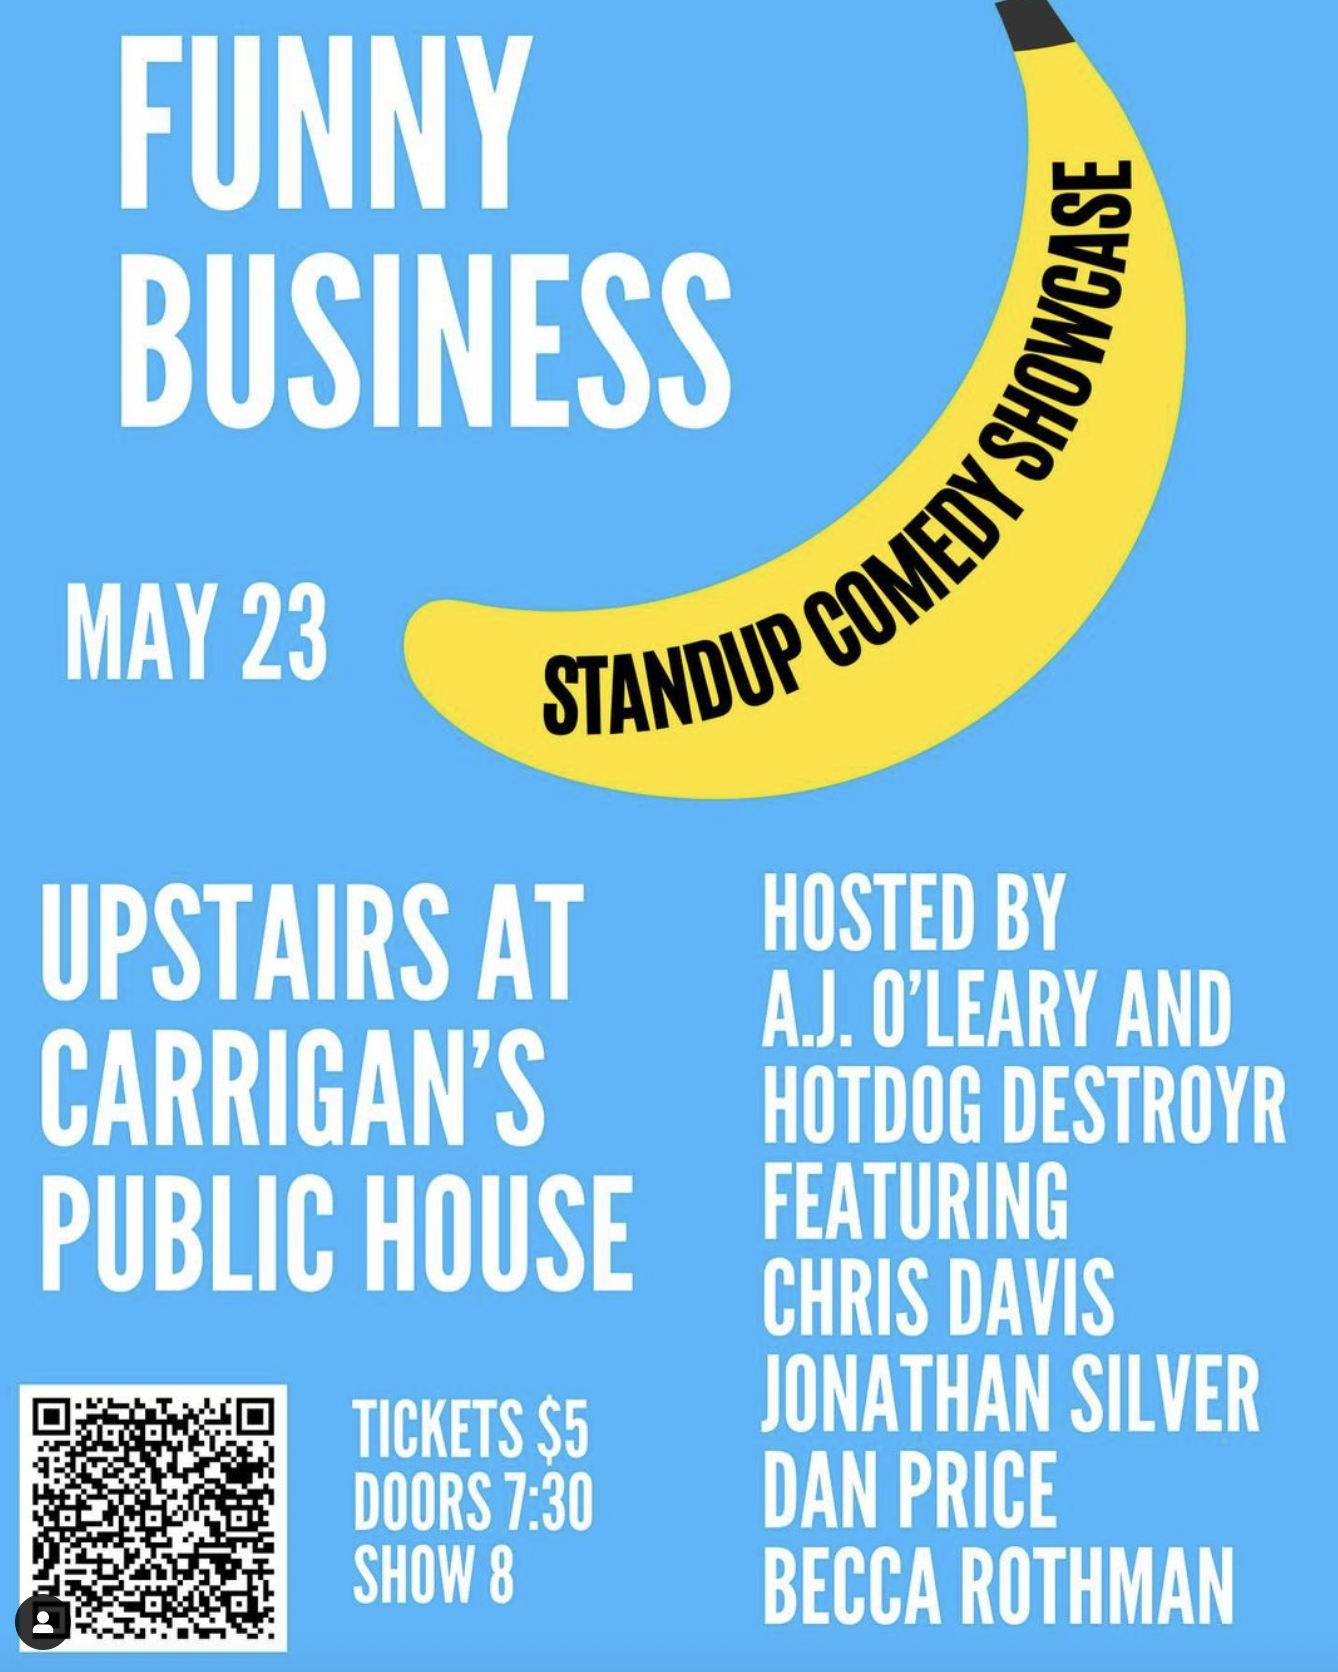 FUNNY
BUSINESS
STANDUP COMEDY SHOWCASE
MAY 23
UPSTAIRS AT
CARRIGAN'S
PUBLIC HOUSE
HOSTED BY
A.J. O'LEARY AND
HOTDOG DESTROYR
FEATURING
CHRIS DAVIS
JONATHAN SILVER
DAN PRICE
BECCA ROTHMAN
TICKETS $5
DOORS 7:30
SHOW 8